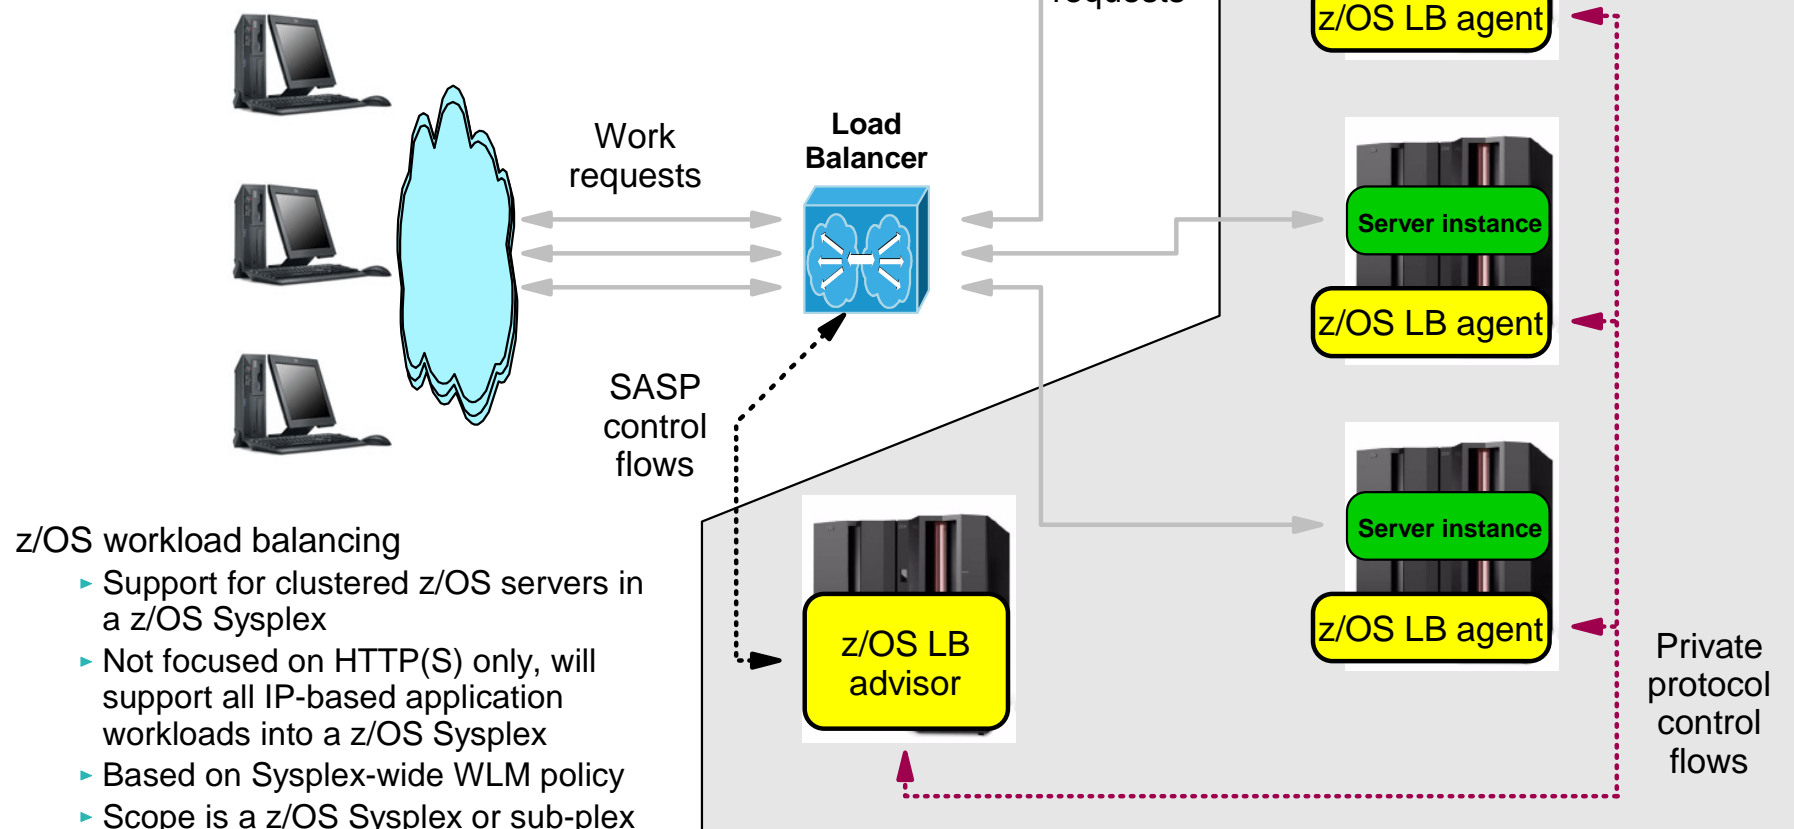 requests
z/OS LB agent
Work
requests
Load
Balancer
Server instance
z/OS LB agent
SASP
control
flows
Server instance
z/OS LB agent
z/OS LB
advisor
Private
protocol
control
flows
z/OS workload balancing
► Support for clustered z/OS servers in
a z/OS Sysplex
► Not focused on HTTP(S) only, will
support all IP-based application
workloads into a z/OS Sysplex
► Based on Sysplex-wide WLM policy
► Scope is a z/OS Sysplex or sub-plex